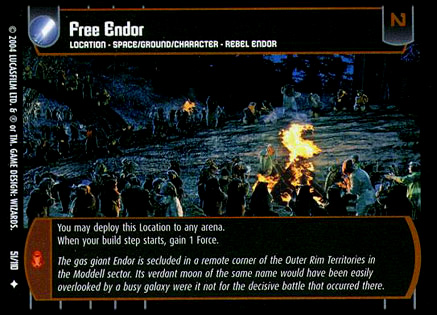 Free Endor
LOCATION - SPACE/GROUND/CHARACTER - REBEL ENDOR
N
You may deploy this Location to any arena.
When your build step starts, gain 1 Force.
The gas giant Endor is secluded in a remote corner of the Outer Rim Territories in
the Moddell sector. Its verdant moon of the same name would have been easily
overlooked by a busy galaxy were it not for the decisive battle that occurred there.
© 2004 LUCASFILM LTD. & ® or TM. GAME DESIGN: WIZARDS.